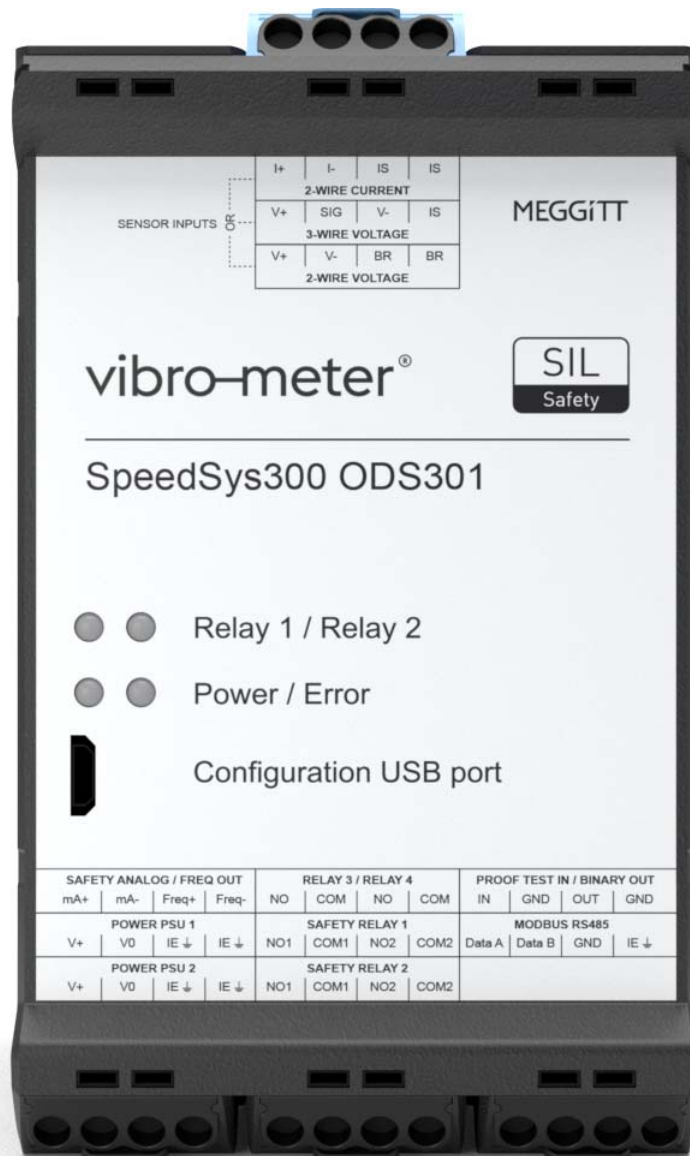 I+ I- IS IS
2-WIRE CURRENT
SENSOR INPUTS OR V+ SIG V- IS
3-WIRE VOLTAGE
V+ V- BR BR
2-WIRE VOLTAGE
MEGGiTT
vibro-meter®
SIL
Safety
SpeedSys300 ODS301
Relay 1 / Relay 2
Power / Error
Configuration USB port
SAFETY ANALOG / FREQ OUT RELAY 3 / RELAY 4 PROOF TEST IN / BINARY OUT
mA+ mA- Freq+ Freq- NO COM NO COM IN GND OUT GND
POWER PSU 1 SAFETY RELAY 1 MODBUS RS485
V+ V0 IE ⏚ IE ⏚ NO1 COM1 NO2 COM2 Data A Data B GND IE ⏚
POWER PSU 2 SAFETY RELAY 2
V+ V0 IE ⏚ IE ⏚ NO1 COM1 NO2 COM2